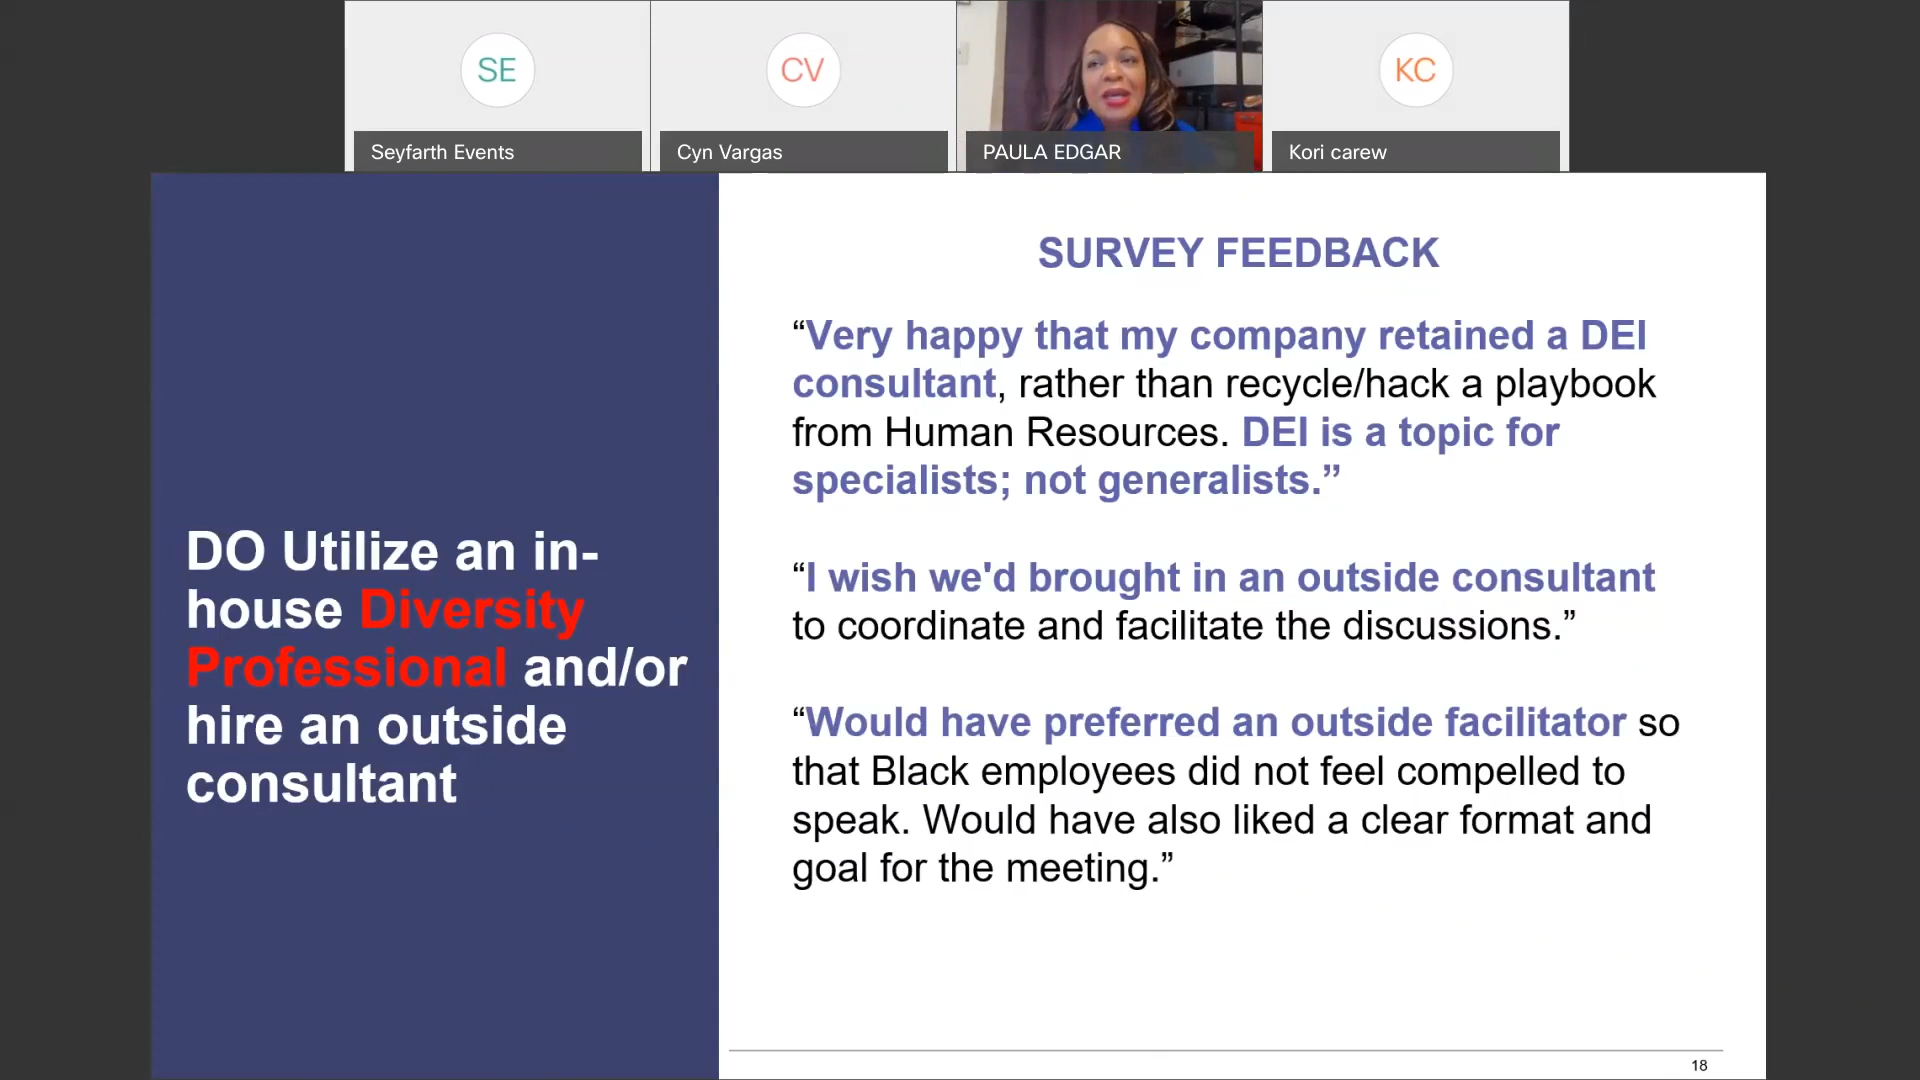 SE
CV
KC
Seyfarth Events
Cyn Vargas
PAULA EDGAR
Kori carew
DO Utilize an in-
house Diversity
Professional and/or
hire an outside
consultant
SURVEY FEEDBACK
“Very happy that my company retained a DEI
consultant, rather than recycle/hack a playbook
from Human Resources. DEI is a topic for
specialists; not generalists.”
“I wish we'd brought in an outside consultant
to coordinate and facilitate the discussions.”
“Would have preferred an outside facilitator so
that Black employees did not feel compelled to
speak. Would have also liked a clear format and
goal for the meeting.”
18